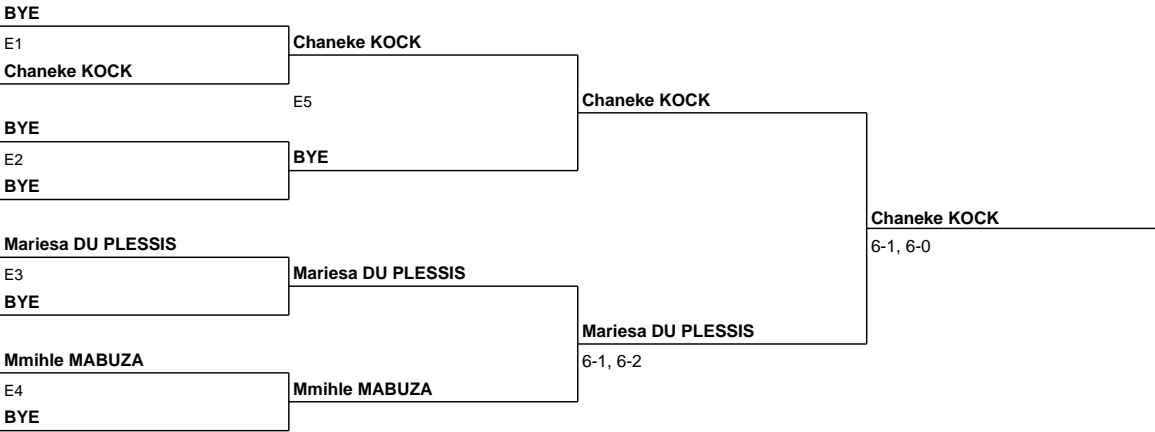 BYE
E1
Chaneke KOCK
Chaneke KOCK
E5
Chaneke KOCK
BYE
E2
BYE
BYE
Chaneke KOCK
6-1, 6-0
Mariesa DU PLESSIS
E3
Mariesa DU PLESSIS
BYE
Mariesa DU PLESSIS
6-1, 6-2
Mmihle MABUZA
E4
Mmihle MABUZA
BYE